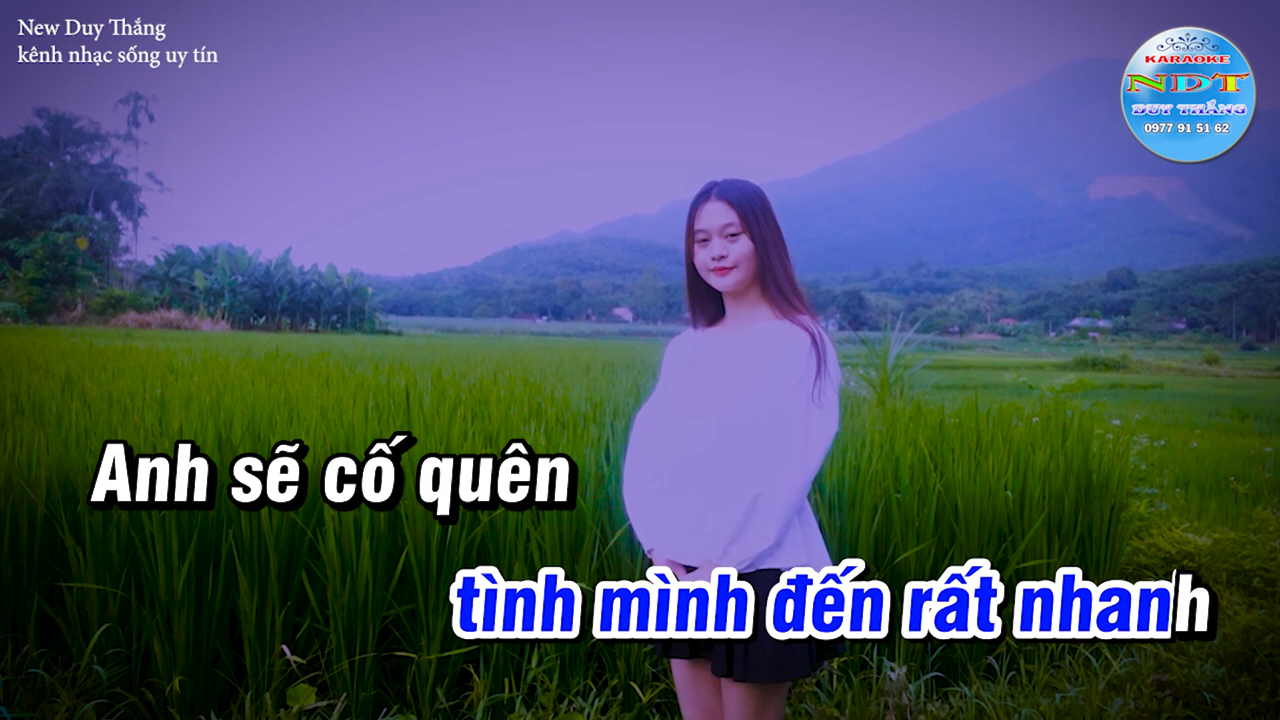 New Duy Thắng
kênh nhạc sống uy tín
KARAOKE
NDT
DUY THẮNG
0977 91 51 62
Anh sẽ cố quên
tình mình đến rất nhanh